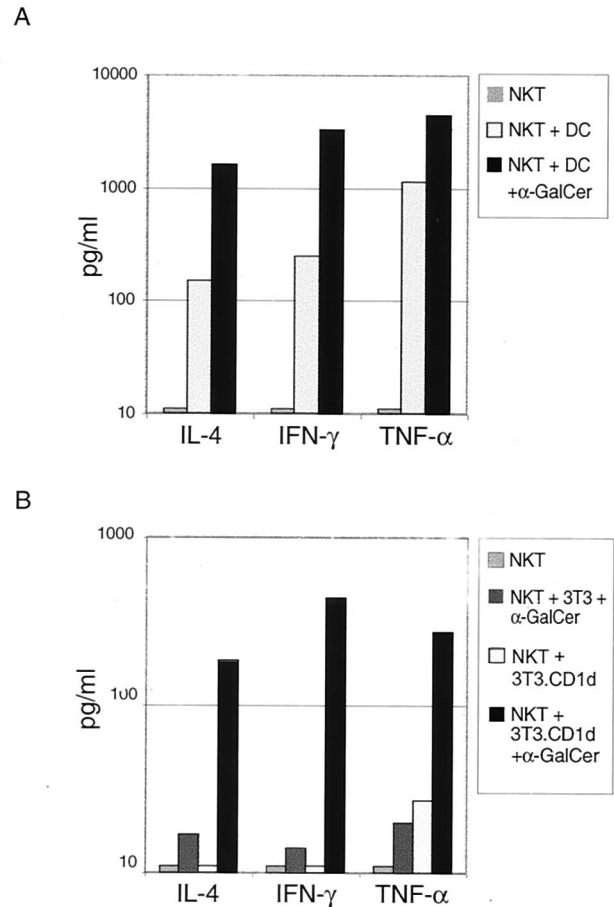 A
10000
1000
100
10
pg/ml
IL-4
IFN-γ
TNF-α
NKT
NKT + DC
NKT + DC
+α-GalCer
B
1000
100
10
pg/ml
IL-4
IFN-γ
TNF-α
NKT
NKT + 3T3 +
α-GalCer
NKT +
3T3.CD1d
NKT +
3T3.CD1d
+α-GalCer